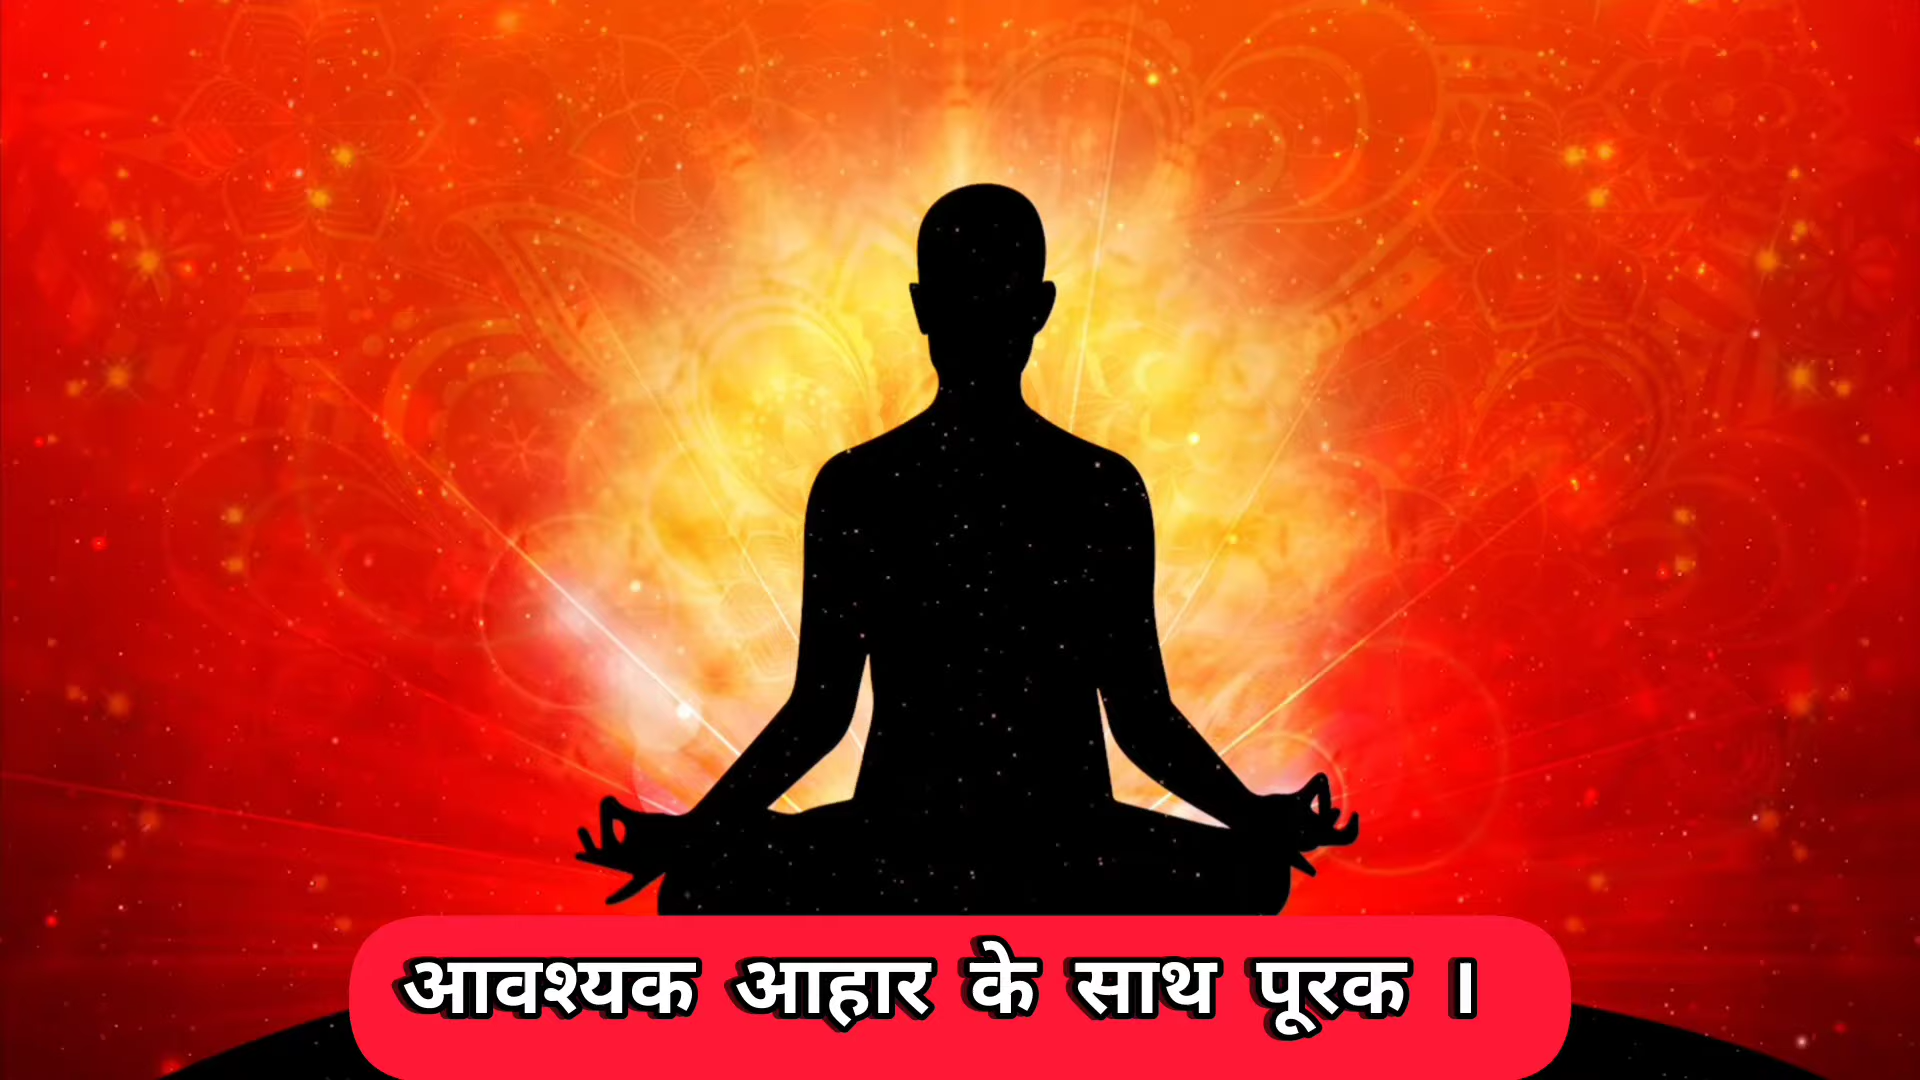 आवश्यक आहार के साथ पूरक ।